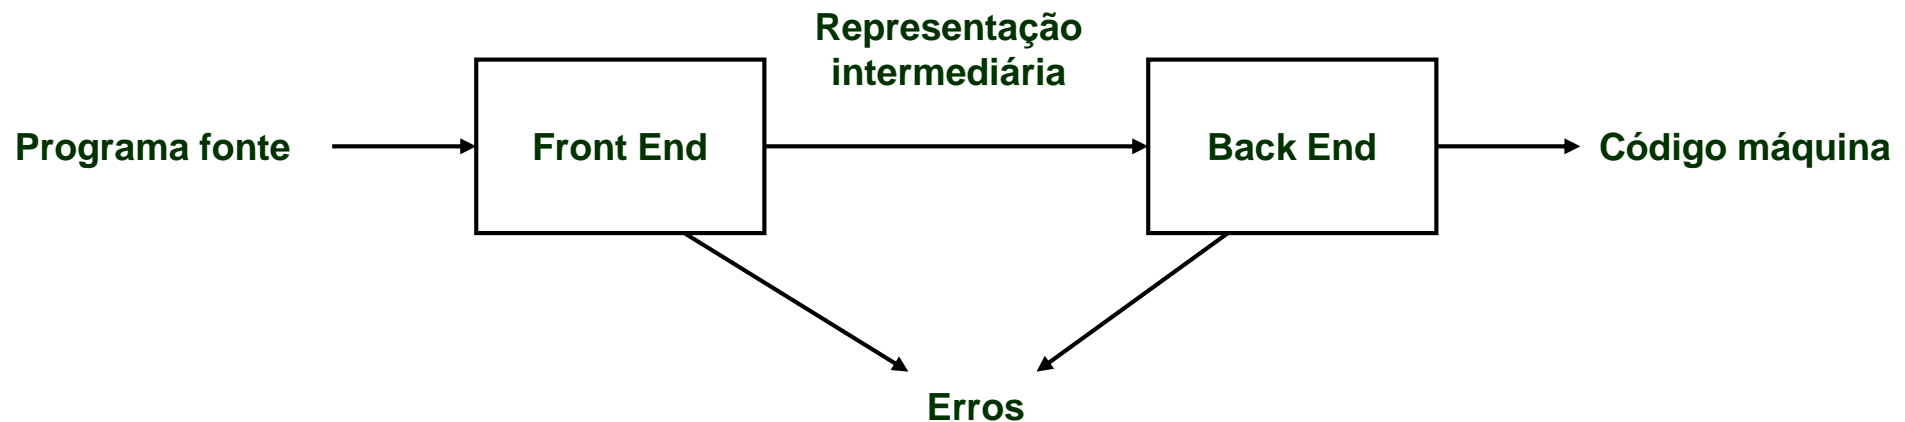 Representação
intermediária
Programa fonte
Front End
Back End
Código máquina
Erros